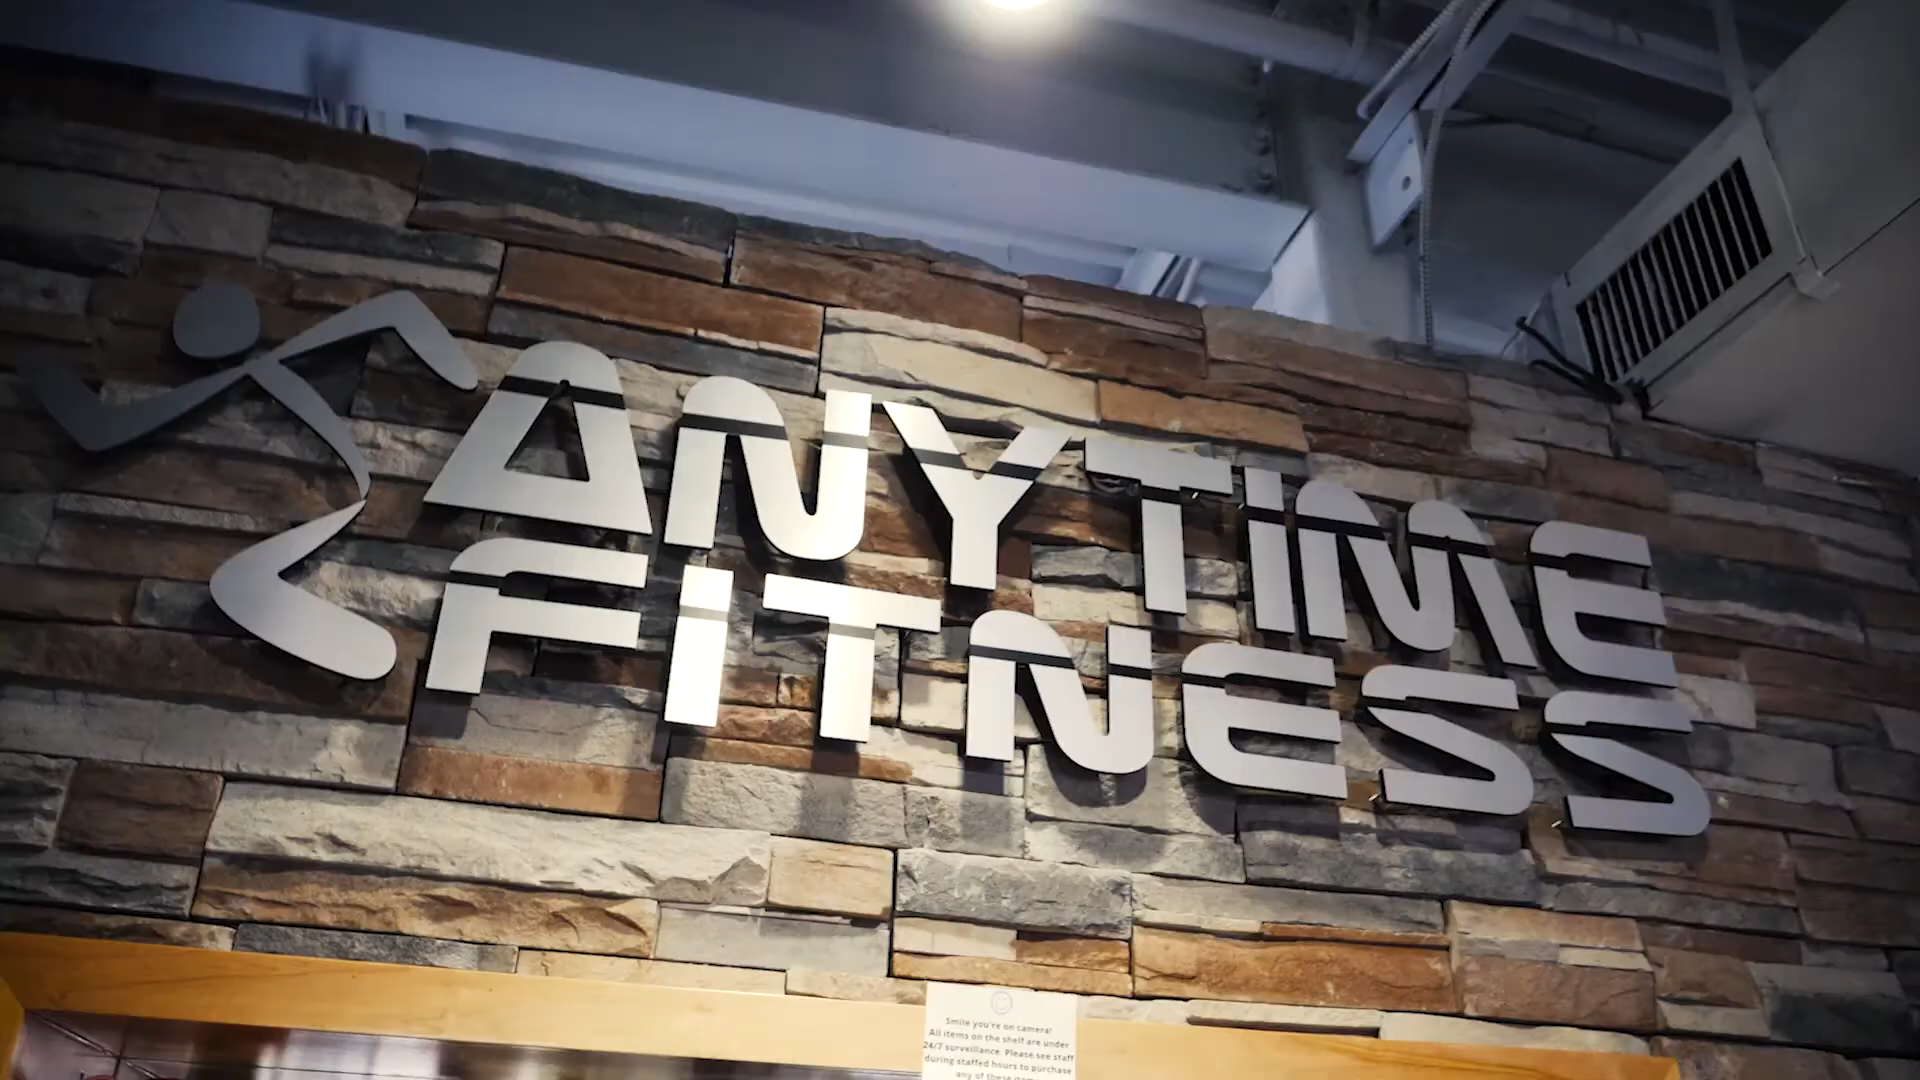 ANYTIME
FITNESS
Smile you're on camera!
All items on the shelf are under
24/7 surveillance. Please see staff
during staffed hours to purchase
any of these